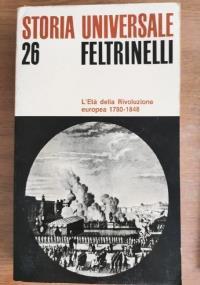 STORIA UNIVERSALE
26 FELTRINELLI
L'Età della Rivoluzione
europea 1780-1848